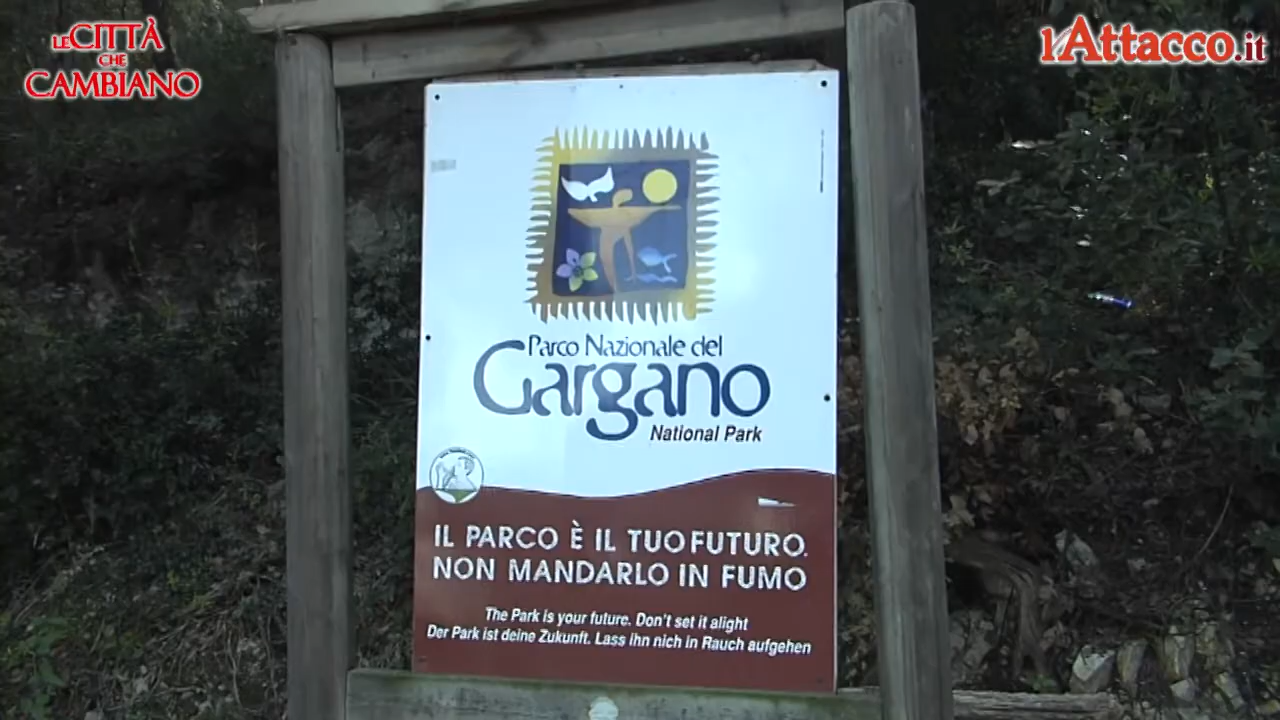 LE CITTÀ
CHE
CAMBIANO
l'Attacco.it
Parco Nazionale del
Gargano
National Park
IL PARCO È IL TUO FUTURO.
NON MANDARLO IN FUMO
The Park is your future. Don't set it alight
Der Park ist deine Zukunft. Lass ihn nich in Rauch aufgehen